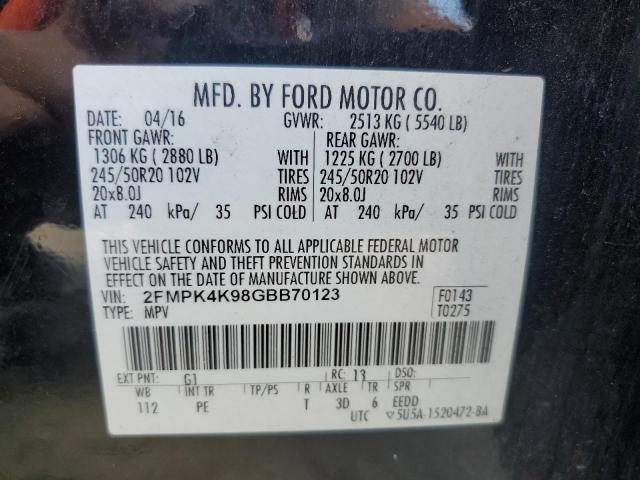 MFD. BY FORD MOTOR CO.
DATE: 04/16 GVWR: 2513 KG ( 5540 LB)
FRONT GAWR: REAR GAWR:
1306 KG ( 2880 LB) WITH 1225 KG ( 2700 LB) WITH
245/50R20 102V TIRES 245/50R20 102V TIRES
20x8.0J RIMS 20x8.0J RIMS
AT 240 kPa/ 35 PSI COLD AT 240 kPa/ 35 PSI COLD
THIS VEHICLE CONFORMS TO ALL APPLICABLE FEDERAL MOTOR
VEHICLE SAFETY AND THEFT PREVENTION STANDARDS IN
EFFECT ON THE DATE OF MANUFACTURE SHOWN ABOVE.
VIN: 2FMPK4K98GBB70123 F0143
TYPE: MPV T0275
EXT PNT: G1 RC: 13 DSO:
WB INT TR TP/PS R AXLE TR SPR
112 PE T 3D 6 EEDD
UTC ▽5U5A-1520472-BA